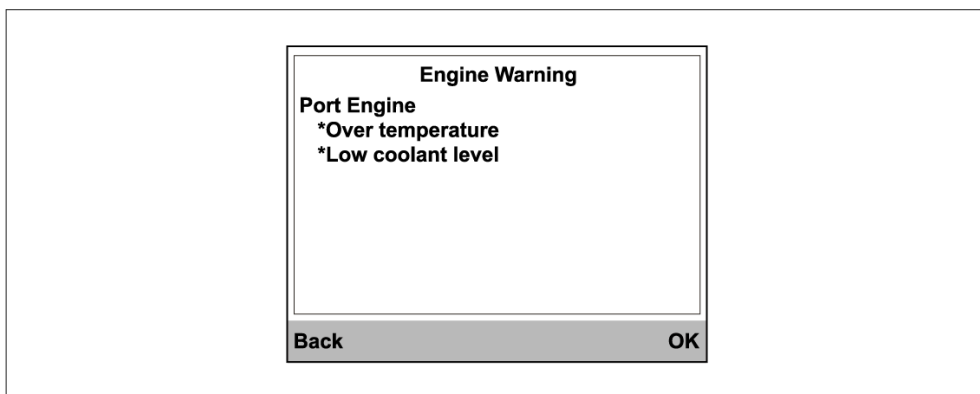 Engine Warning
Port Engine
*Over temperature
*Low coolant level
Back OK